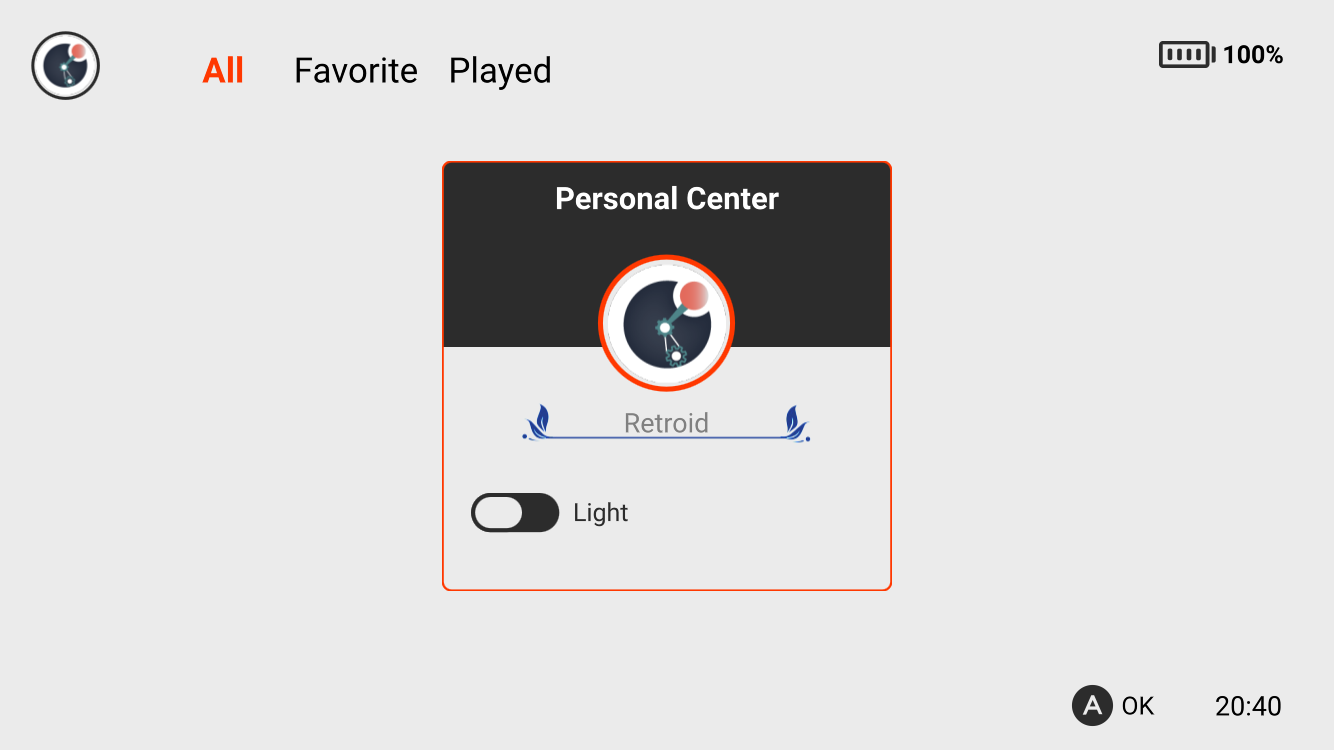 All Favorite Played
100%
Personal Center
Retroid
Light
A OK
20:40